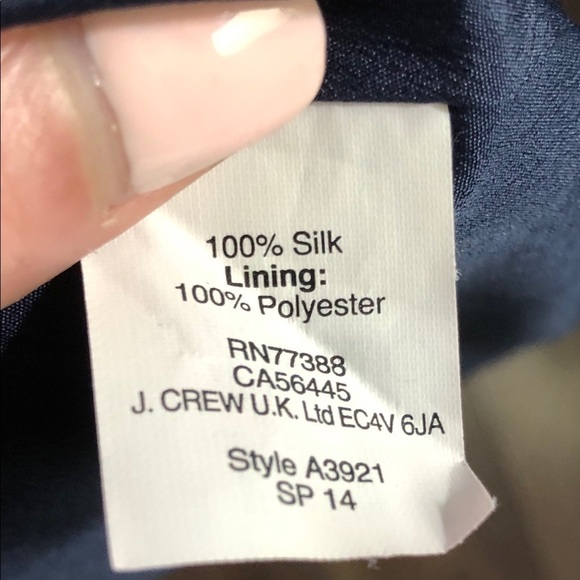 100% Silk
Lining:
100% Polyester
RN77388
CA56445
J. CREW U.K. Ltd EC4V 6JA
Style A3921
SP 14